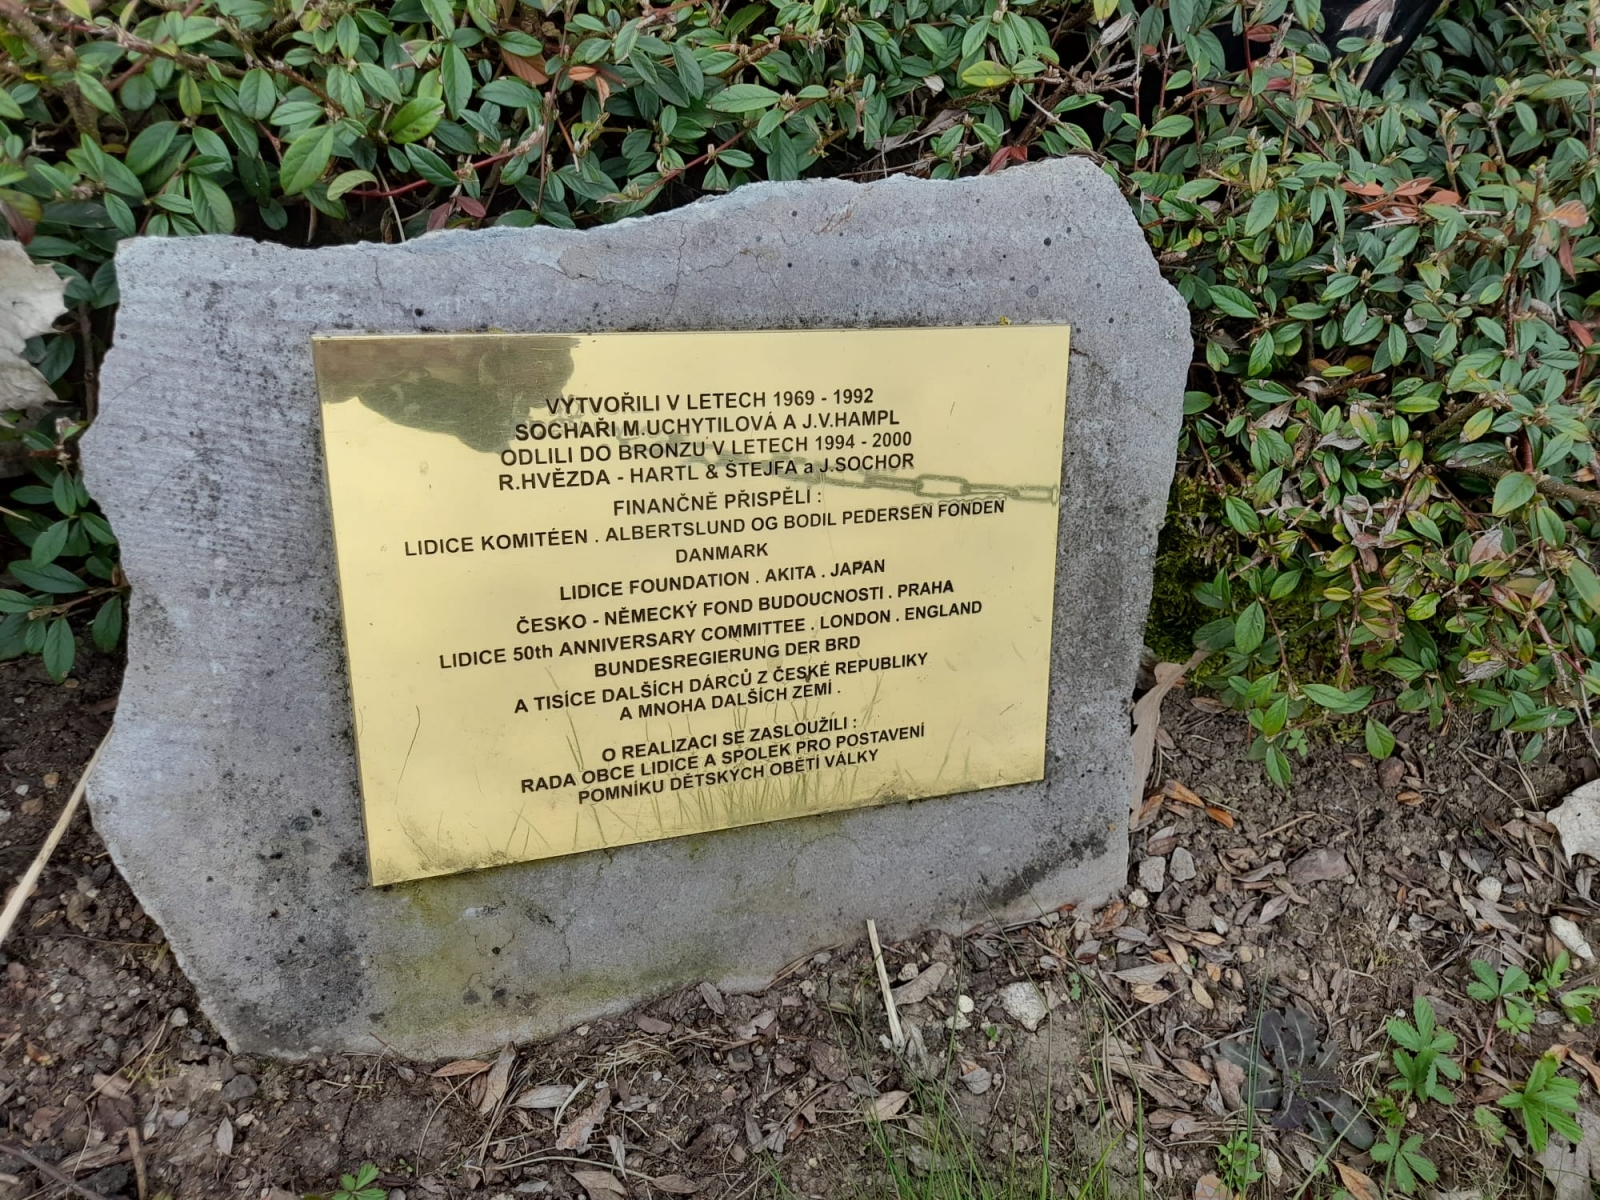 VYTVOŘILI V LETECH 1969 - 1992
SOCHAŘI M.UCHYTILOVÁ A J.V.HAMPL
ODLILI DO BRONZU V LETECH 1994 - 2000
R.HVĚZDA - HARTL & ŠTEJFA a J.SOCHOR
FINANČNĚ PŘISPĚLI :
LIDICE KOMITÉEN . ALBERTSLUND OG BODIL PEDERSEN FONDEN
DANMARK
LIDICE FOUNDATION . AKITA . JAPAN
ČESKO - NĚMECKÝ FOND BUDOUCNOSTI . PRAHA
LIDICE 50th ANNIVERSARY COMMITTEE . LONDON . ENGLAND
BUNDESREGIERUNG DER BRD
A TISÍCE DALŠÍCH DÁRCŮ Z ČESKÉ REPUBLIKY
A MNOHA DALŠÍCH ZEMÍ .
O REALIZACI SE ZASLOUŽILI :
RADA OBCE LIDICE A SPOLEK PRO POSTAVENÍ
POMNÍKU DĚTSKÝCH OBĚTÍ VÁLKY